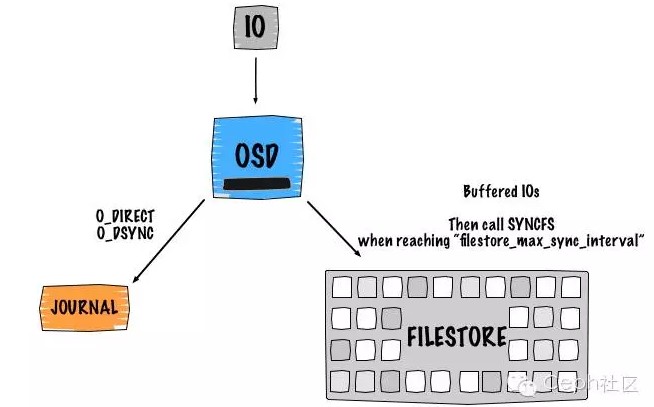 IO
OSD
O_DIRECT
O_DSYNC
Buffered IOs
Then call SYNCFS
when reaching "filestore_max_sync_interval"
JOURNAL
FILESTORE
Ceph社区